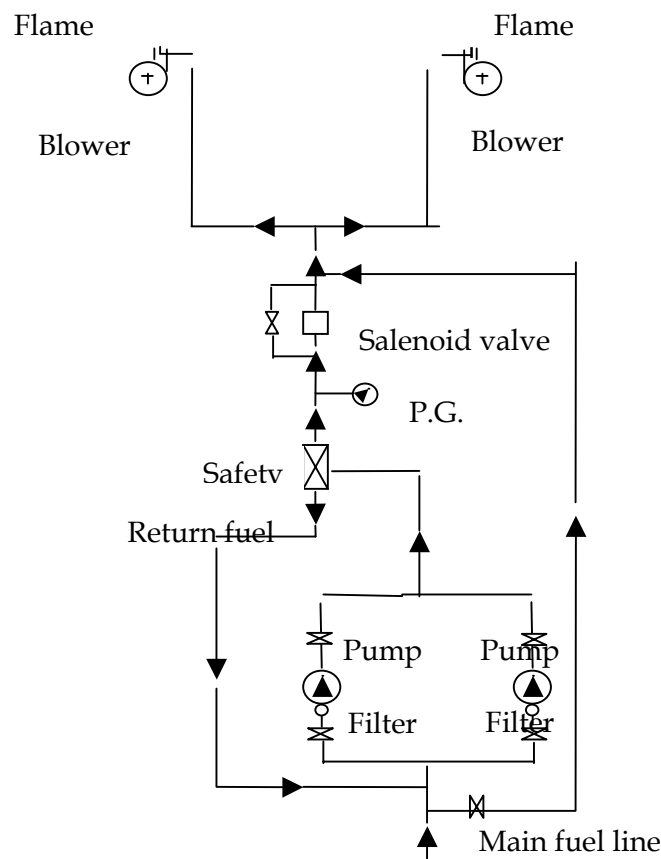 Flame Flame
Blower Blower
Salenoid valve
P.G.
Safetv
Return fuel
Pump Pump
Filter Filter
Main fuel line